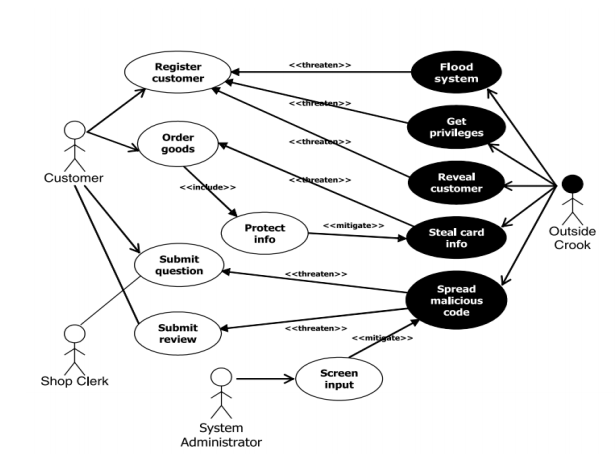 Register
customer
<<threaten>>
Flood
system
<<threaten>>
Get
privileges
Order
goods
<<threaten>>
Customer
<<include>>
<<threaten>>
Reveal
customer
Protect
info
<<mitigate>>
Steal card
info
Outside
Crook
Submit
question
<<threaten>>
Spread
malicious
code
Submit
review
<<threaten>>
<<mitigate>>
Shop Clerk
Screen
input
System
Administrator